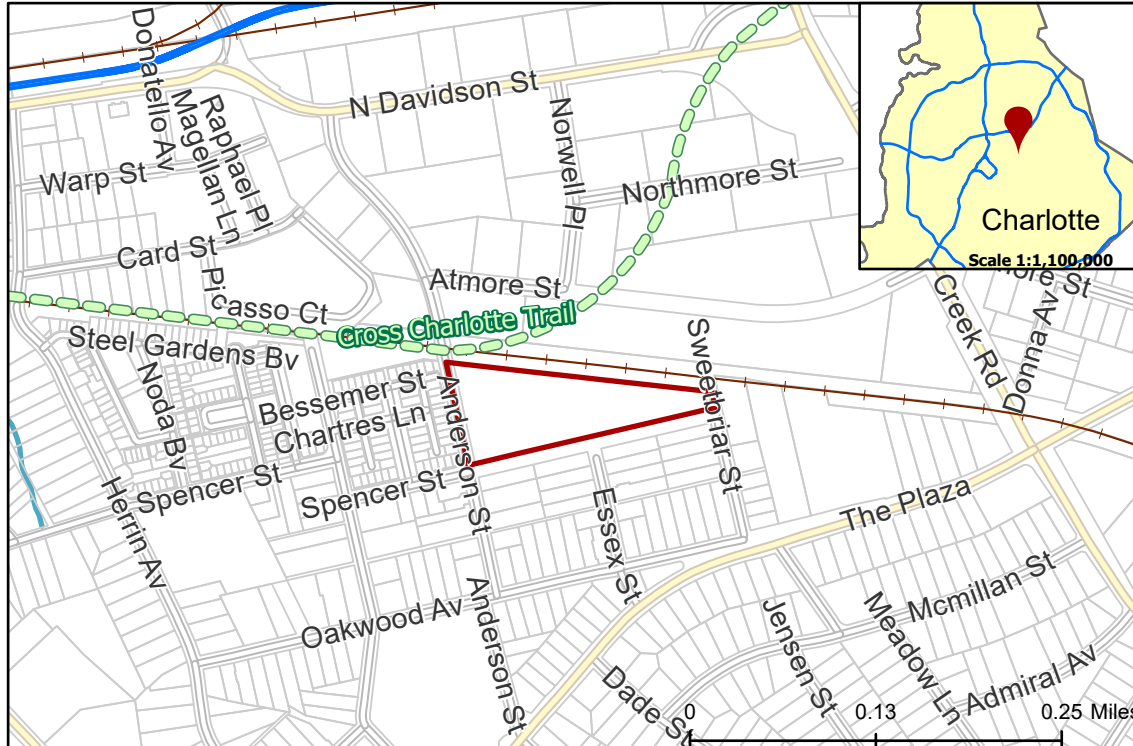 Donatello Av
Magellan Ln
Raphael Pl
N Davidson St
Norwell Pl
Warp St
Northmore St
Card St
Picasso Ct
Atmore St
Cross Charlotte Trail
Steel Gardens Bv
Noda Bv
Bessemer St
Chartres Ln
Anderson St
Sweetbriar St
Spencer St
Spencer St
Herrin Av
Essex St
The Plaza
Creek Rd
Donna Av
Oakwood Av
Anderson St
Mcmillan St
Jensen St
Meadow Ln
Admiral Av
Dade St
Charlotte
Scale 1:1,100,000
0
0.13
0.25 Miles